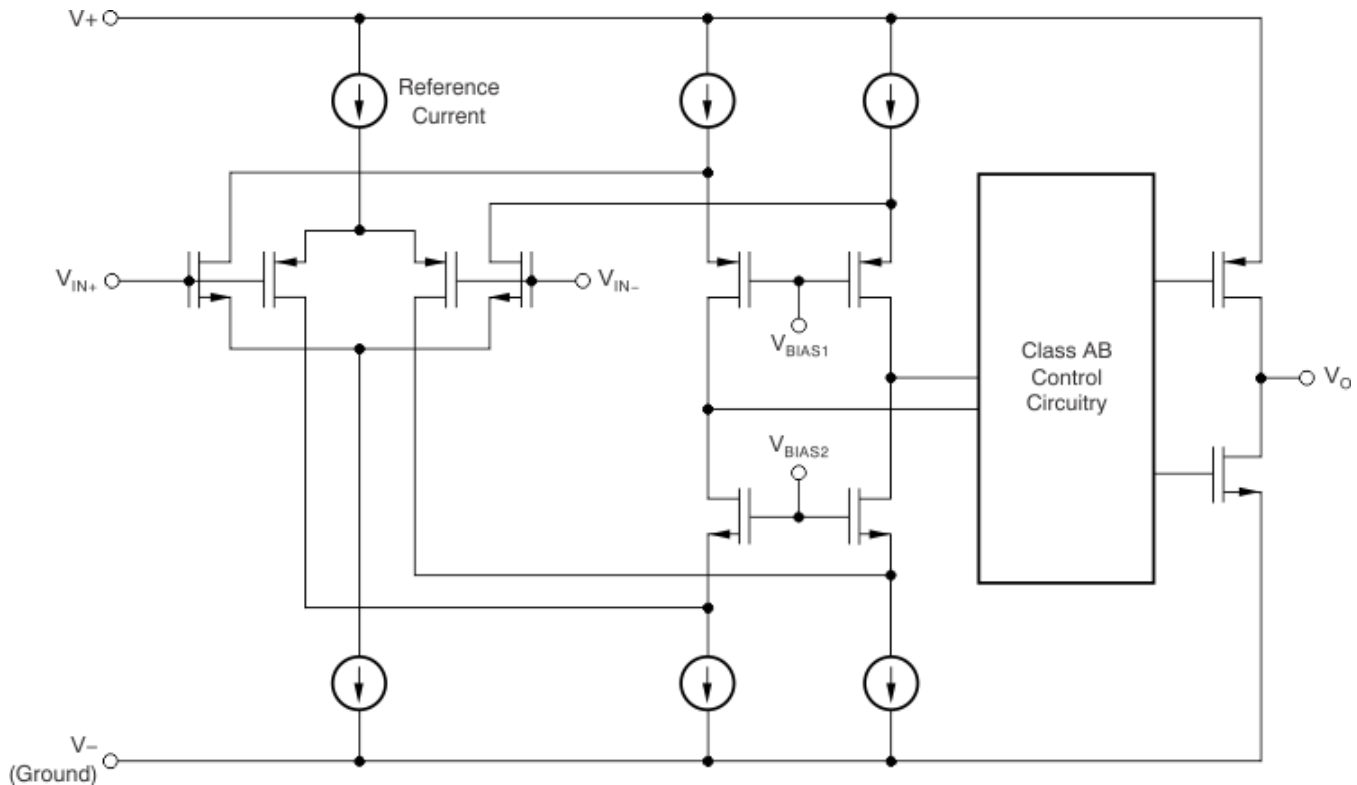 V+
Reference
Current
VIN+
VIN−
VBIAS1
Class AB
Control
Circuitry
VO
VBIAS2
V−
(Ground)